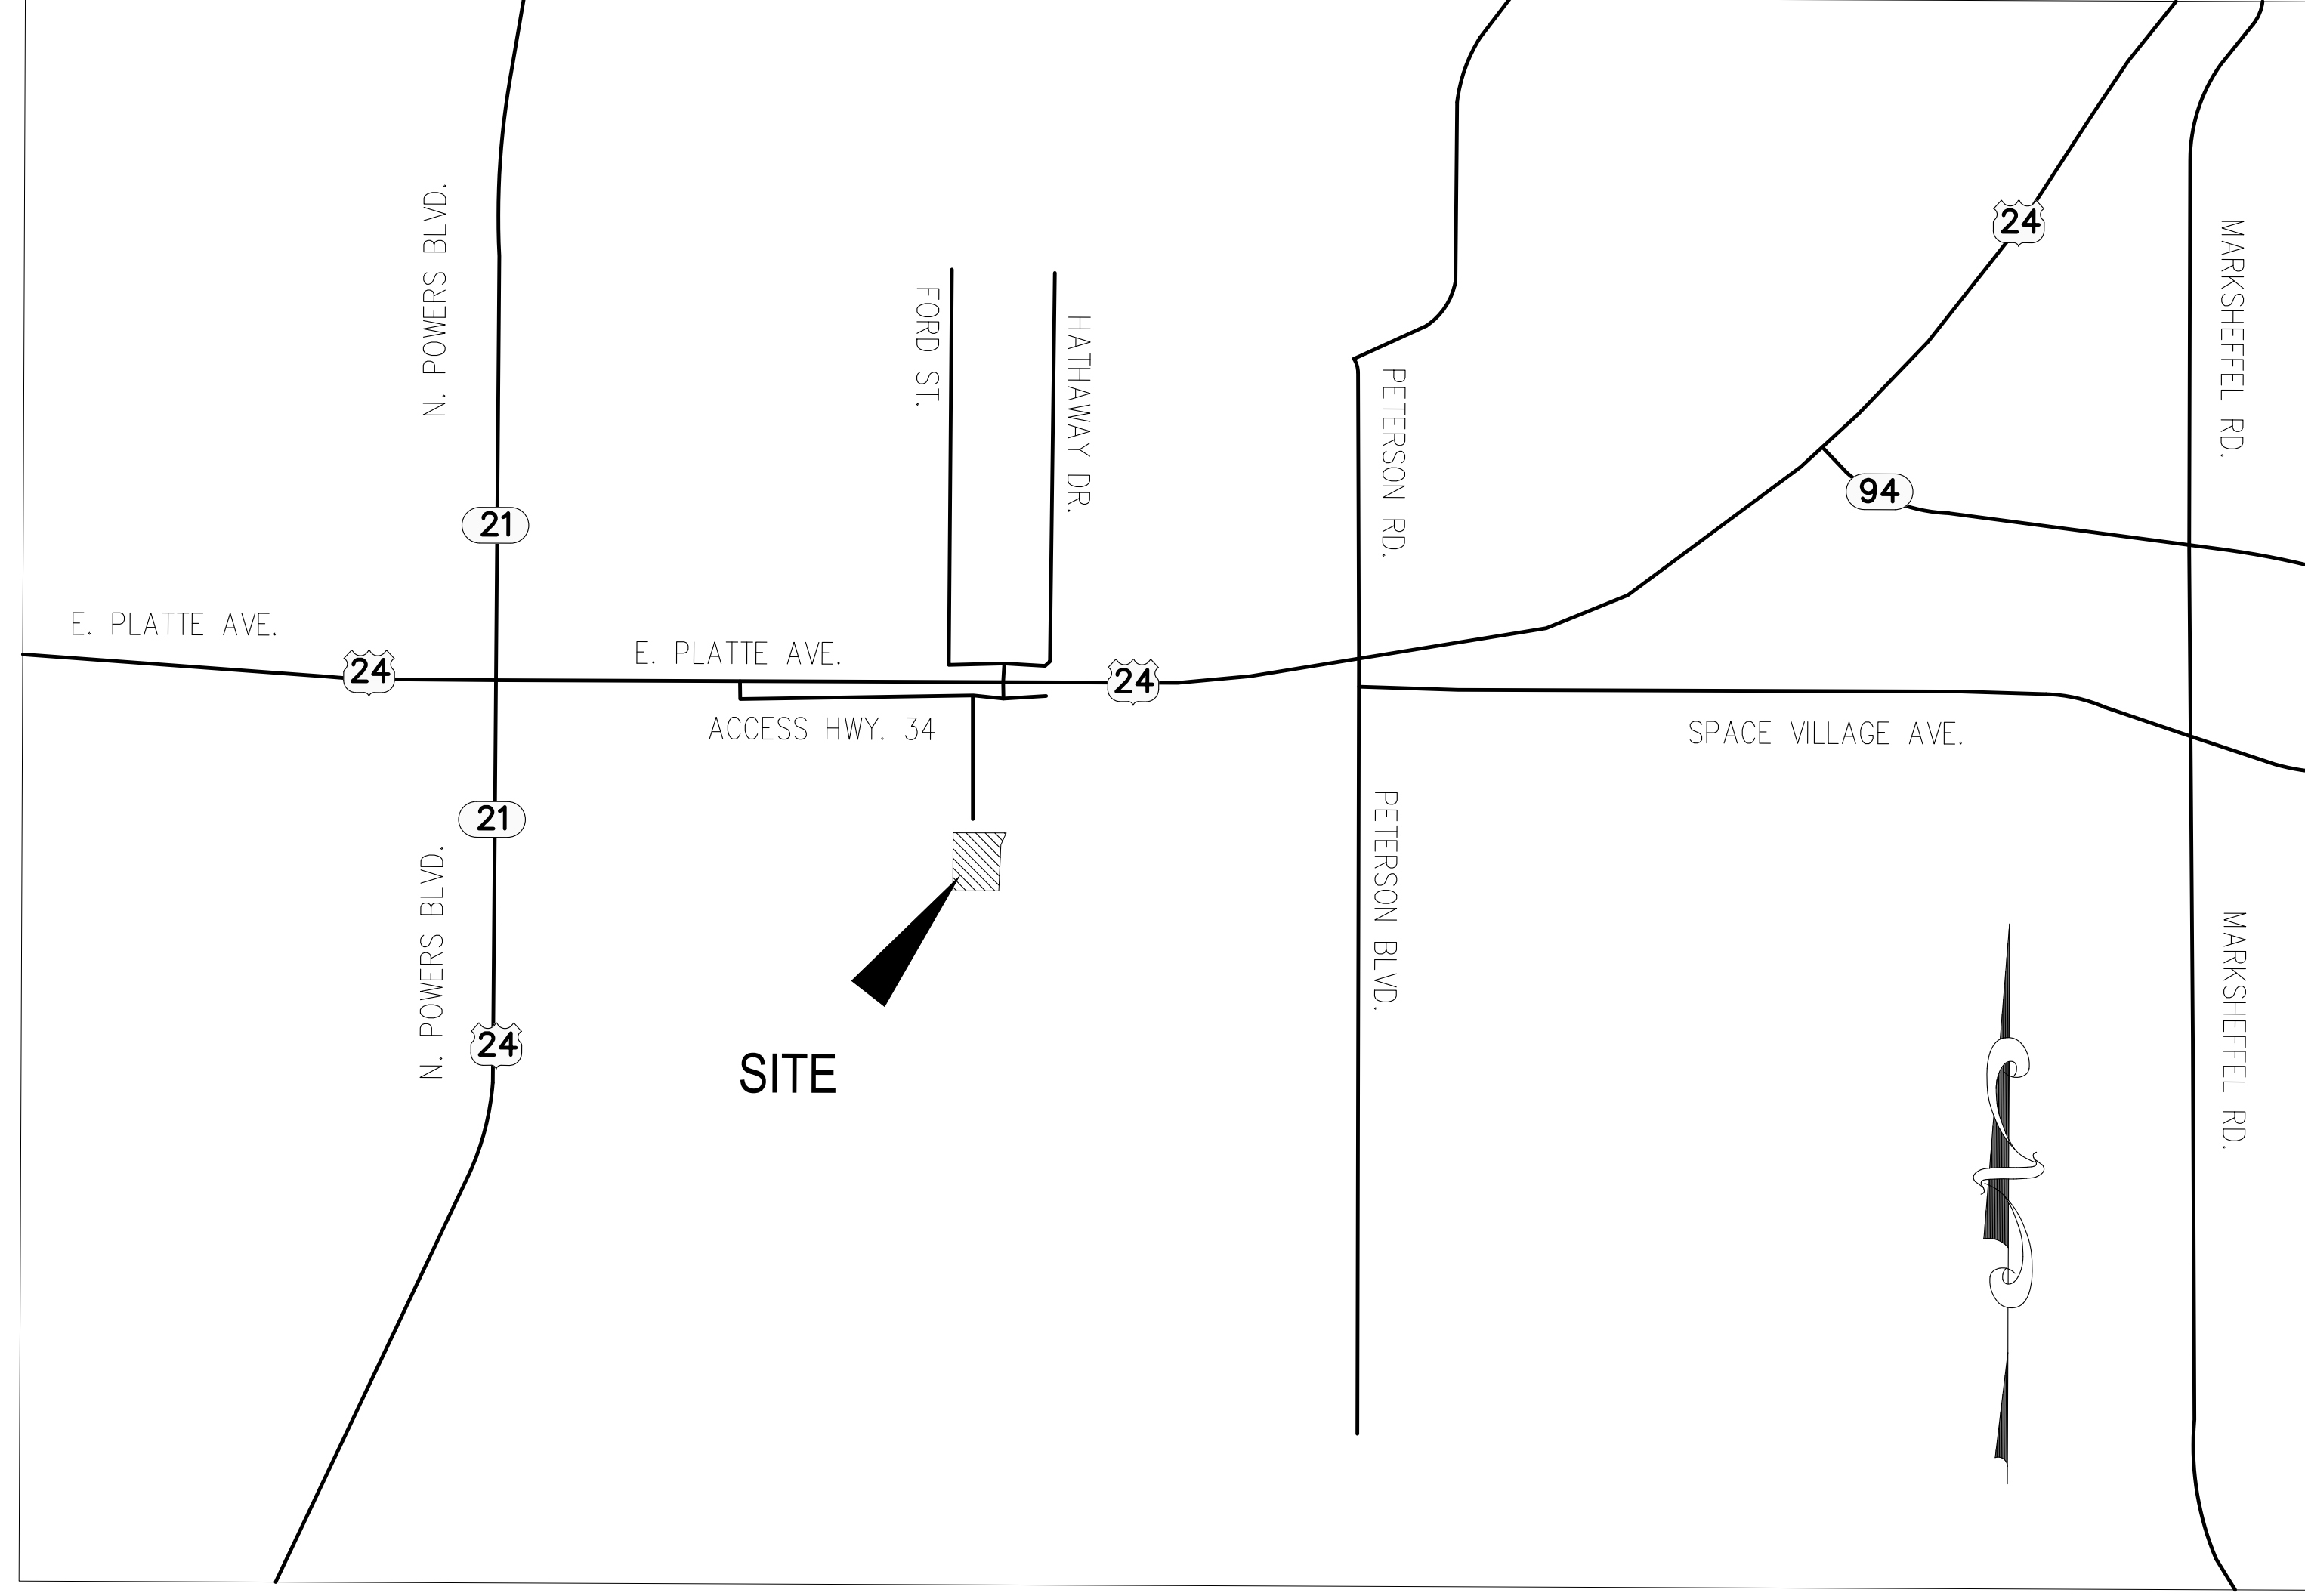 24
N. POWERS BLVD.
MARKSHEFFEL RD.
FORD ST.
HATHAWAY DR.
PETERSON RD.
94
21
E. PLATTE AVE.
E. PLATTE AVE.
24
24
ACCESS HWY. 34
SPACE VILLAGE AVE.
21
PETERSON BLVD.
N. POWERS BLVD.
MARKSHEFFEL RD.
24
SITE